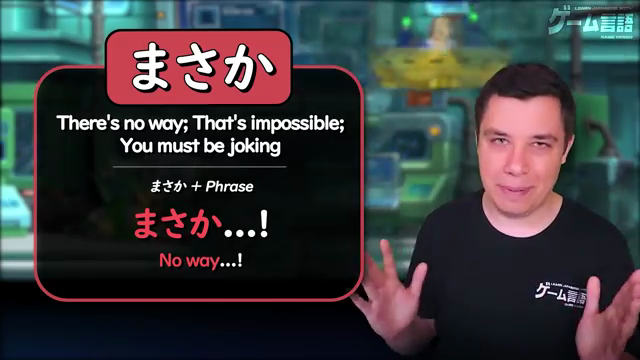 まさか
There's no way; That's impossible;
You must be joking
まさか + Phrase
まさか...!
No way...!
ゲーム言語
ゲーム言語